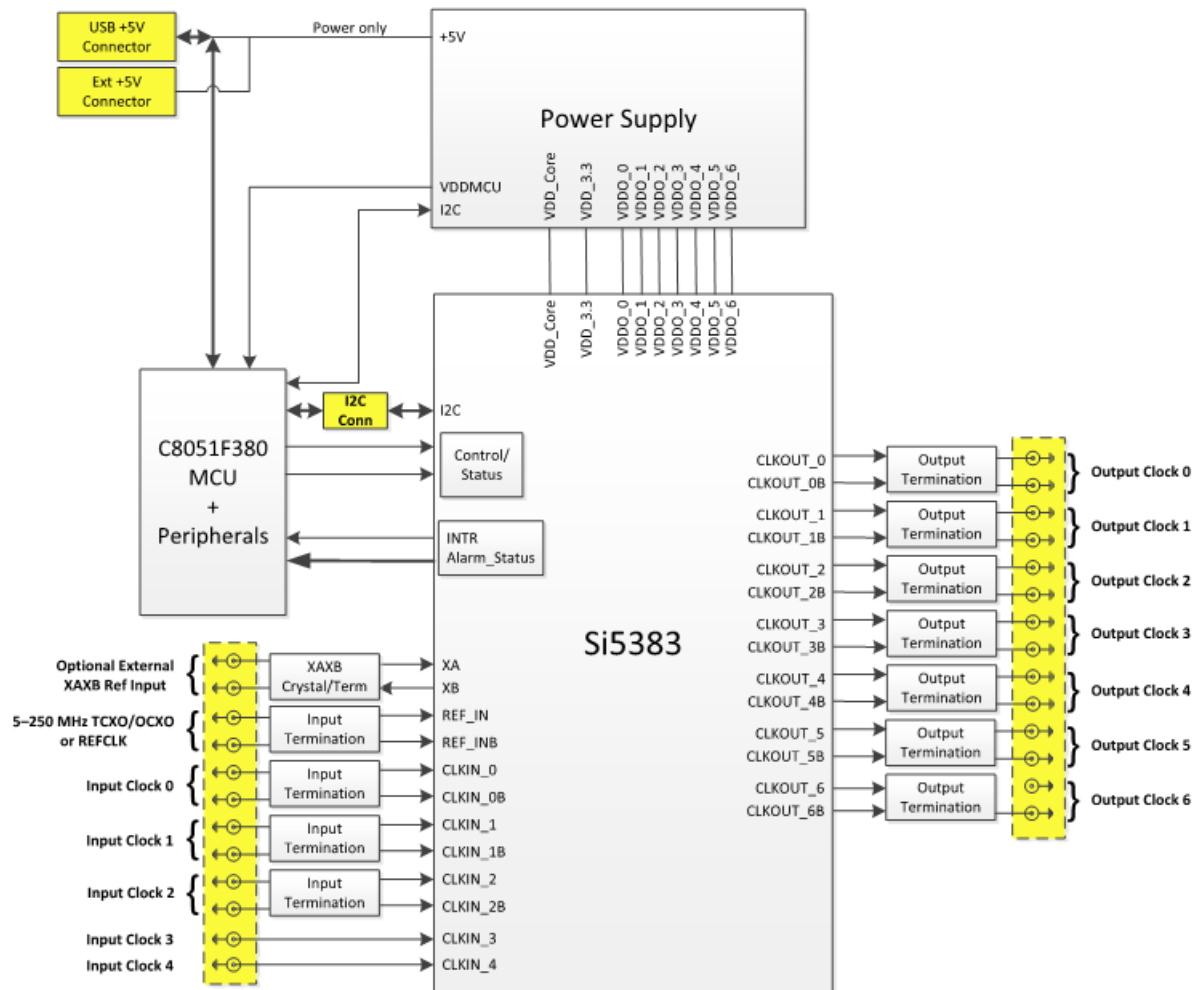 USB +5V
Connector
Ext +5V
Connector
Power only
+5V
Power Supply
VDDMCU
I2C
VDD_Core
VDD_3.3
VDDO_0
VDDO_1
VDDO_2
VDDO_3
VDDO_4
VDDO_5
VDDO_6
VDD_Core
VDD_3.3
VDDO_0
VDDO_1
VDDO_2
VDDO_3
VDDO_4
VDDO_5
VDDO_6
C8051F380
MCU
+
Peripherals
I2C
Conn
I2C
Control/
Status
INTR
Alarm_Status
Si5383
Optional External
XAXB Ref Input
XAXB
Crystal/Term
XA
XB
5–250 MHz TCXO/OCXO
or REFCLK
Input
Termination
REF_IN
REF_INB
Input Clock 0
Input
Termination
CLKIN_0
CLKIN_0B
Input Clock 1
Input
Termination
CLKIN_1
CLKIN_1B
Input Clock 2
Input
Termination
CLKIN_2
CLKIN_2B
Input Clock 3
CLKIN_3
Input Clock 4
CLKIN_4
CLKOUT_0
CLKOUT_0B
Output
Termination
Output Clock 0
CLKOUT_1
CLKOUT_1B
Output
Termination
Output Clock 1
CLKOUT_2
CLKOUT_2B
Output
Termination
Output Clock 2
CLKOUT_3
CLKOUT_3B
Output
Termination
Output Clock 3
CLKOUT_4
CLKOUT_4B
Output
Termination
Output Clock 4
CLKOUT_5
CLKOUT_5B
Output
Termination
Output Clock 5
CLKOUT_6
CLKOUT_6B
Output
Termination
Output Clock 6